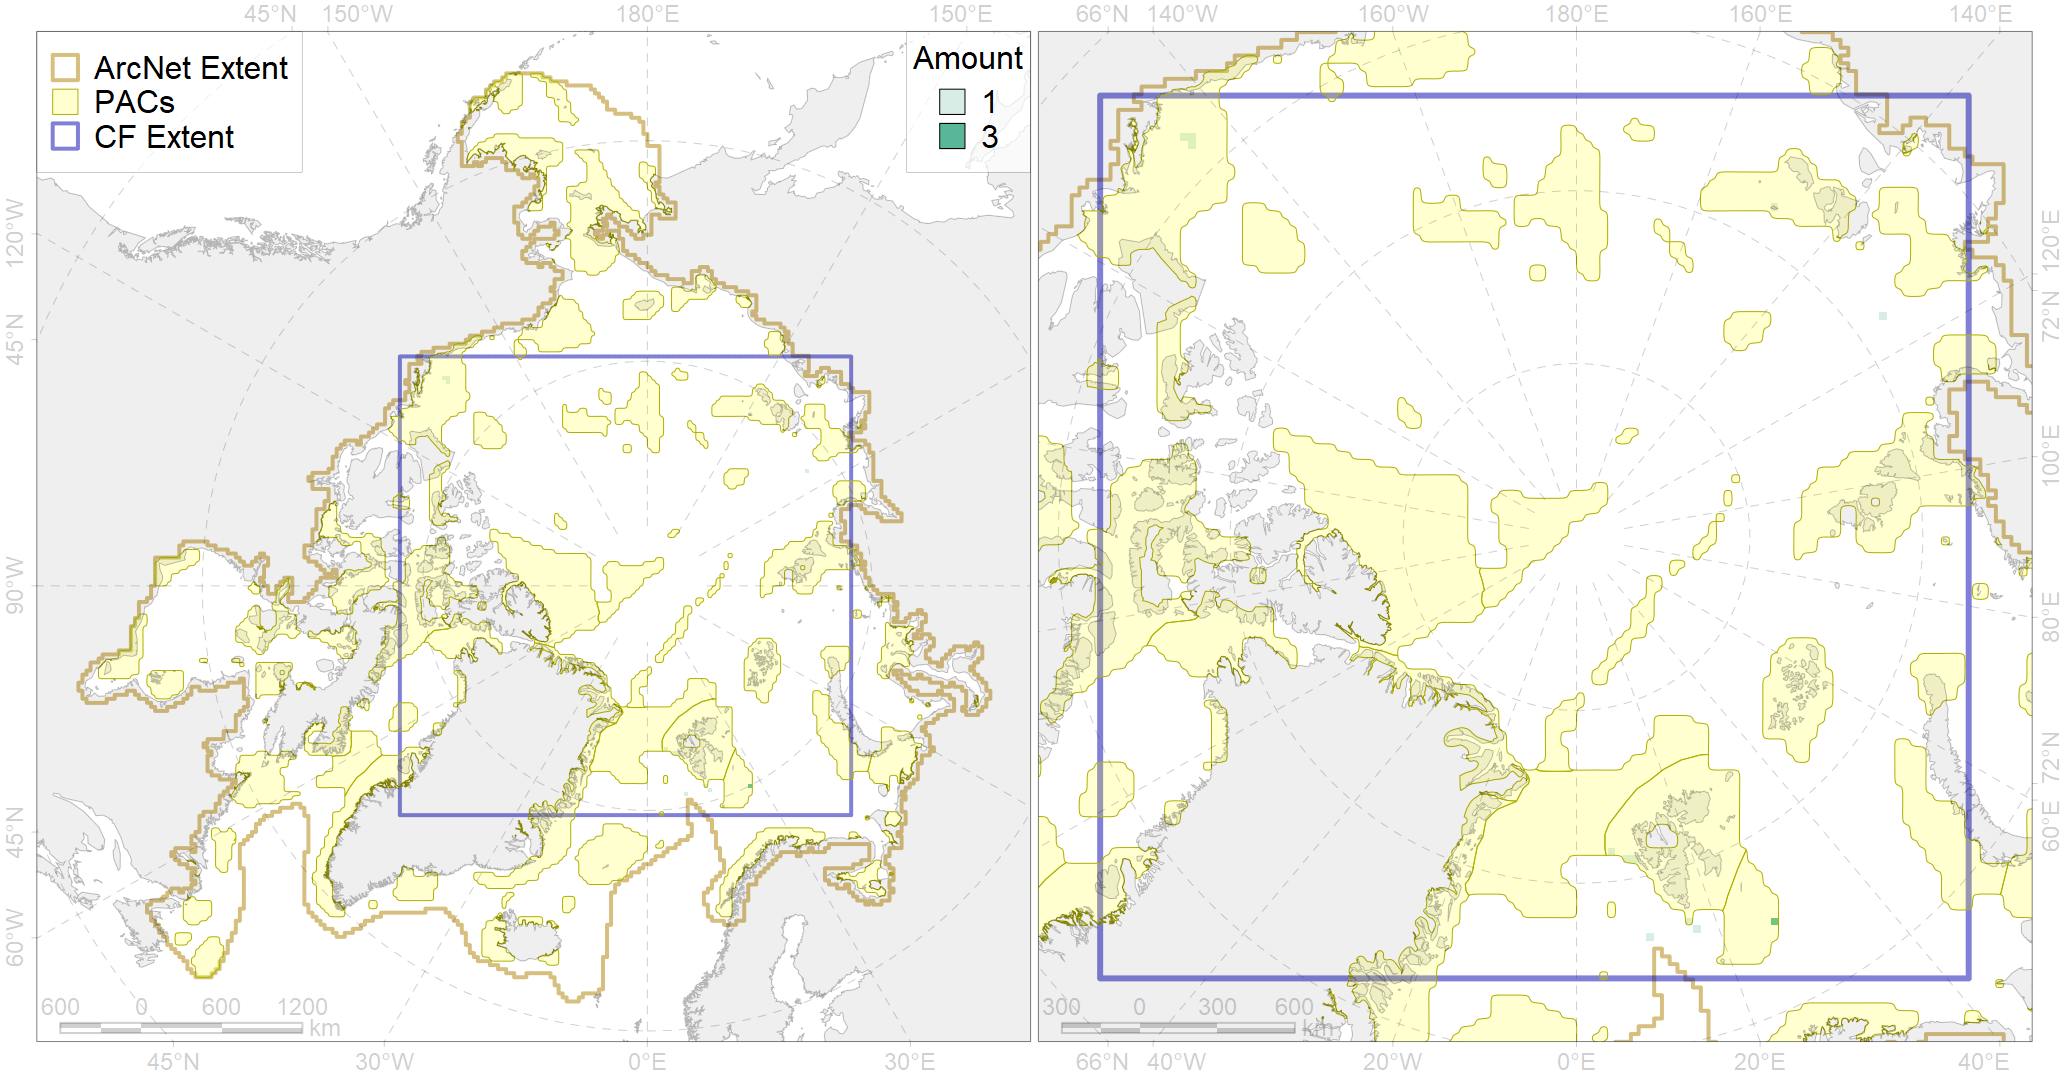 45°N 150°W 180°E 150°E 66°N 140°W 160°W 180°E 160°E 140°E
ArcNet Extent
PACs
CF Extent
Amount
1
3
120°W
45°N
90°W
45°N
60°W
120°E
72°N
100°E
80°E
72°N
60°E
600 0 600 1200
km
300 0 300 600
km
45°N 30°W 0°E 30°E 66°N 40°W 20°W 0°E 20°E 40°E